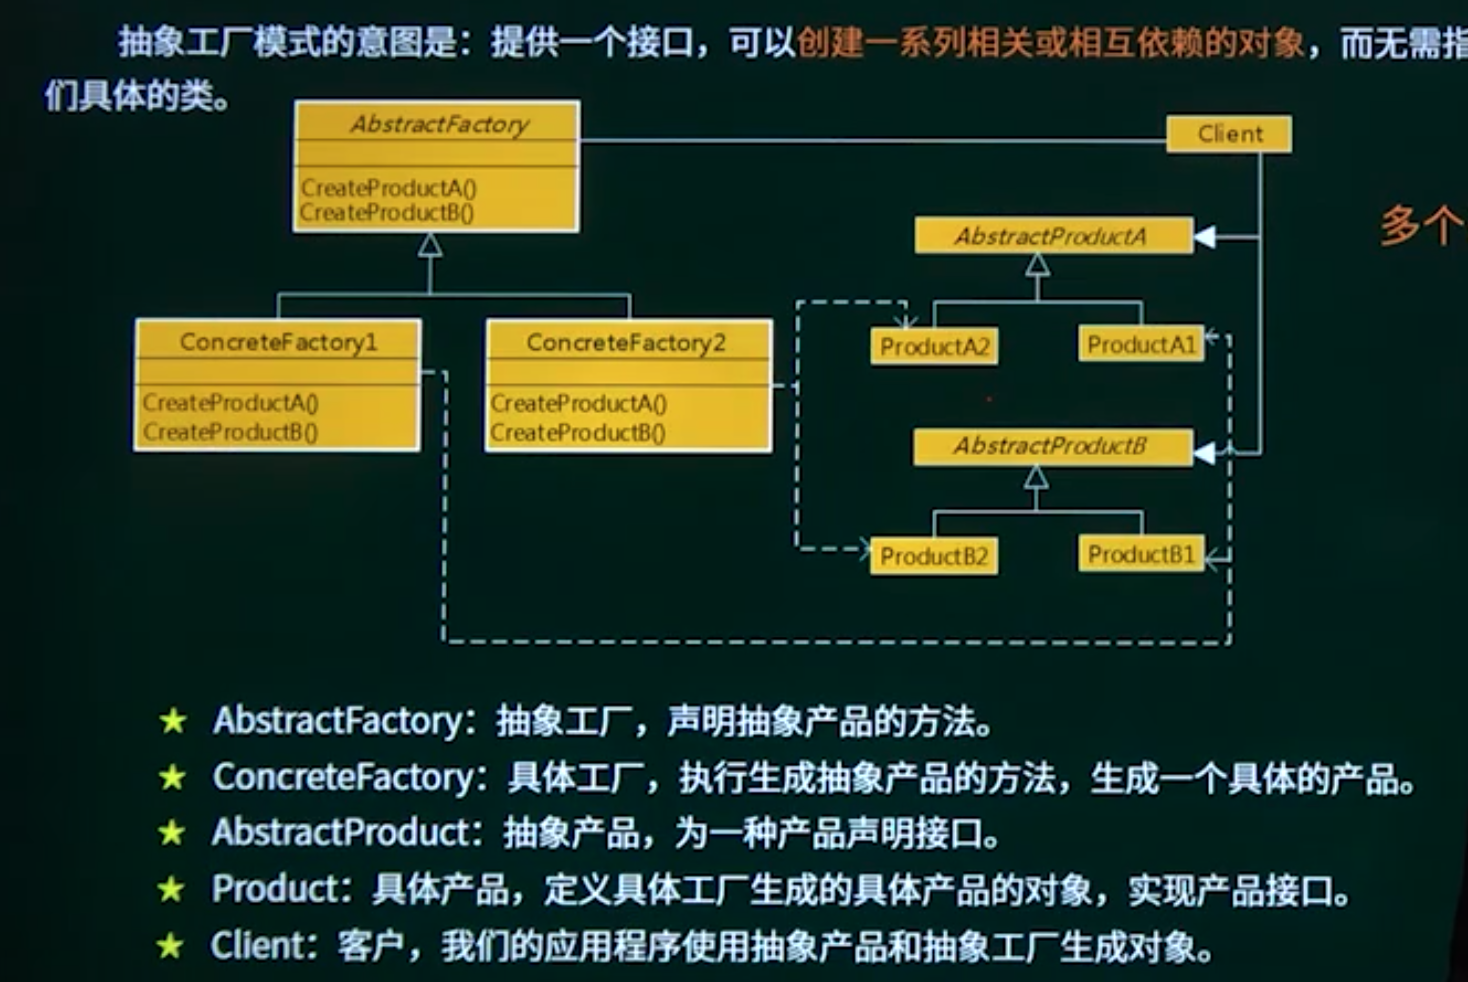 抽象工厂模式的意图是：提供一个接口，可以创建一系列相关或相互依赖的对象，而无需指
们具体的类。
AbstractFactory
Client
CreateProductA()
CreateProductB()
多个
AbstractProductA
ConcreteFactory1
ConcreteFactory2
ProductA2
ProductA1
CreateProductA()
CreateProductB()
CreateProductA()
CreateProductB()
AbstractProductB
ProductB2
ProductB1
★ AbstractFactory：抽象工厂，声明抽象产品的方法。
★ ConcreteFactory：具体工厂，执行生成抽象产品的方法，生成一个具体的产品。
★ AbstractProduct：抽象产品，为一种产品声明接口。
★ Product：具体产品，定义具体工厂生成的具体产品的对象，实现产品接口。
★ Client：客户，我们的应用程序使用抽象产品和抽象工厂生成对象。